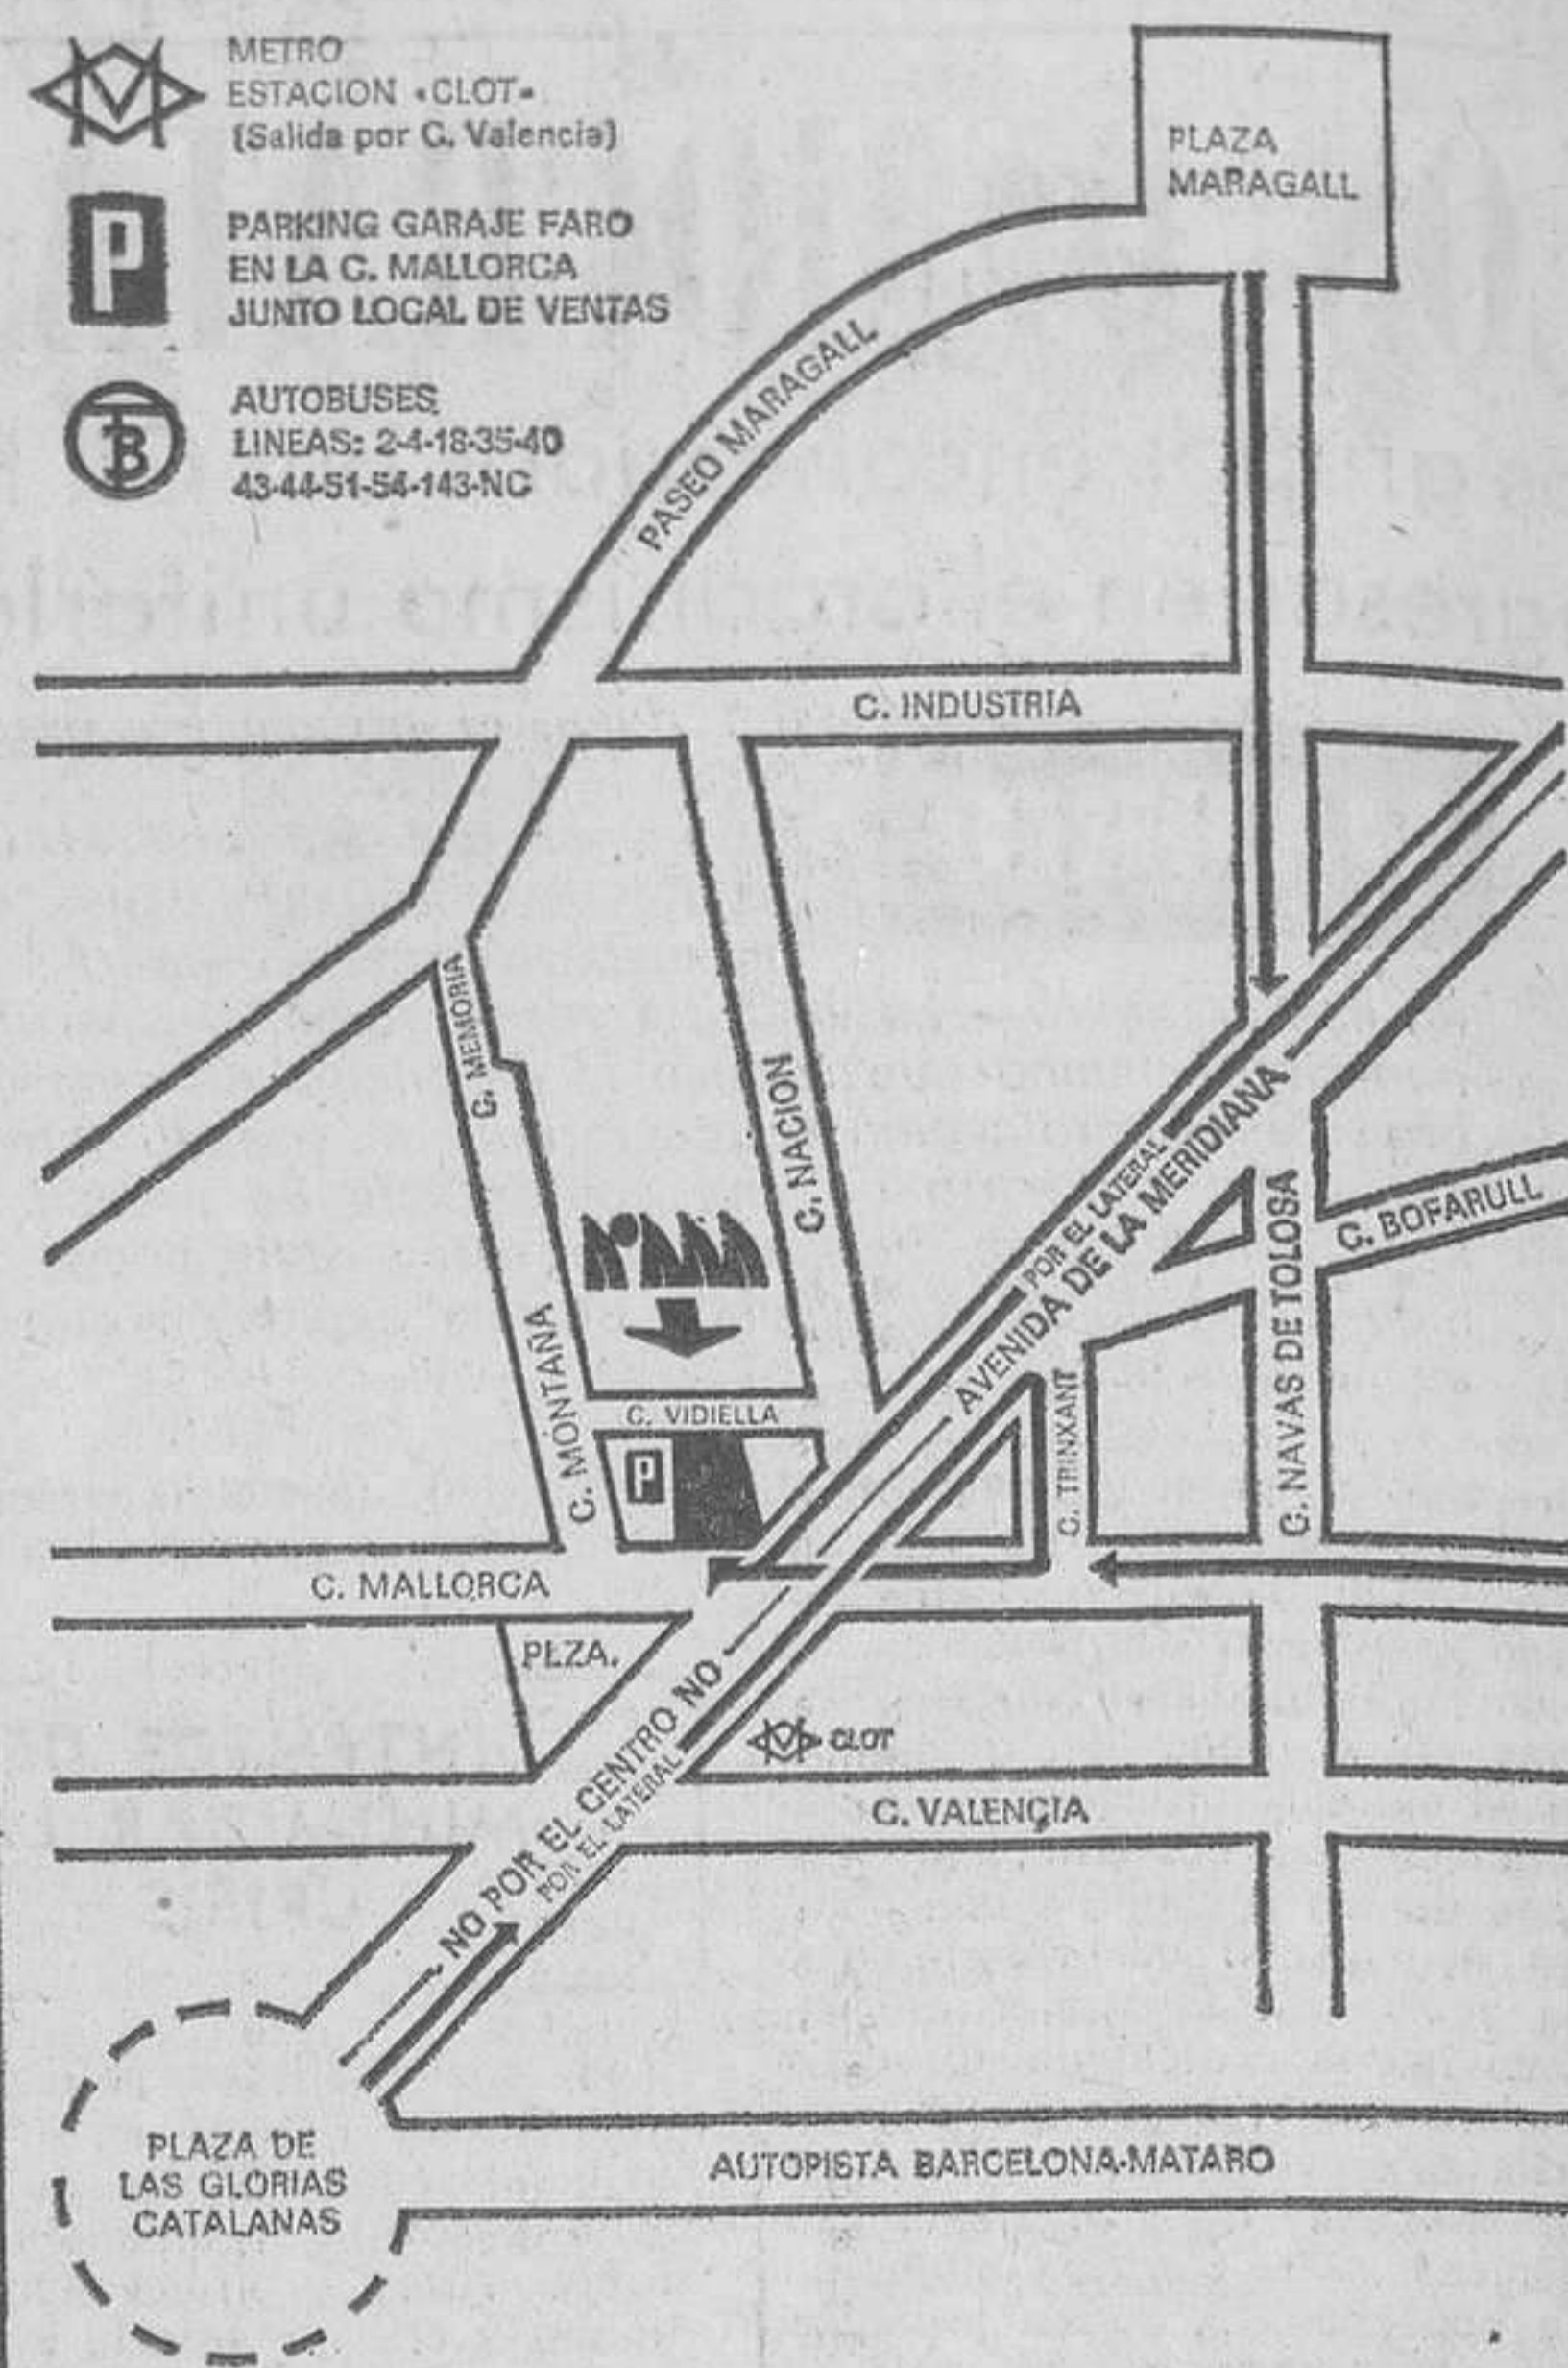 METRO
ESTACION «CLOT»
(Salida por C. Valencia)
P
PARKING GARAJE FARO
EN LA C. MALLORCA
JUNTO LOCAL DE VENTAS
TB
AUTOBUSES
LINEAS: 2-4-18-35-40
43-44-51-54-143-NC
PLAZA
MARAGALL
PASEO MARAGALL
C. INDUSTRIA
C. MEMORIA
C. NACION
POR EL LATERAL
AVENIDA DE LA MERIDIANA
C. BOFARULL
C. NAVAS DE TOLOSA
C. MONTAÑA
C. VIDIELLA
P
C. TRINXANT
C. MALLORCA
PLZA.
CLOT
NO POR EL CENTRO NO
POR EL LATERAL
C. VALENCIA
PLAZA DE
LAS GLORIAS
CATALANAS
AUTOPISTA BARCELONA-MATARO